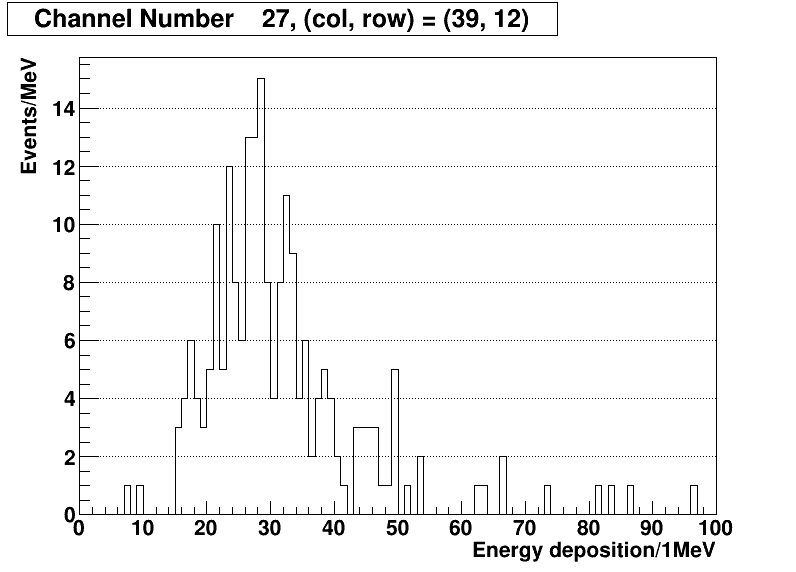 Channel Number 27, (col, row) = (39, 12)
Events/MeV
14
12
10
8
6
4
2
0
0 10 20 30 40 50 60 70 80 90 100
Energy deposition/1MeV